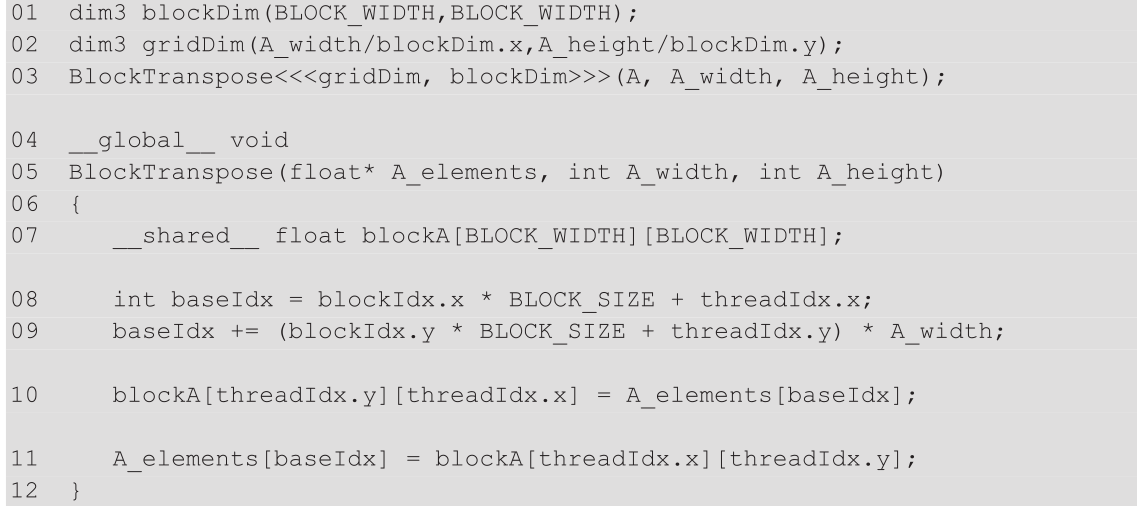 01 dim3 blockDim(BLOCK_WIDTH,BLOCK_WIDTH);
02 dim3 gridDim(A_width/blockDim.x,A_height/blockDim.y);
03 BlockTranspose<<<gridDim, blockDim>>>(A, A_width, A_height);
04 __global__ void
05 BlockTranspose(float* A_elements, int A_width, int A_height)
06 {
07 __shared__ float blockA[BLOCK_WIDTH][BLOCK_WIDTH];
08 int baseIdx = blockIdx.x * BLOCK_SIZE + threadIdx.x;
09 baseIdx += (blockIdx.y * BLOCK_SIZE + threadIdx.y) * A_width;
10 blockA[threadIdx.y][threadIdx.x] = A_elements[baseIdx];
11 A_elements[baseIdx] = blockA[threadIdx.x][threadIdx.y];
12 }